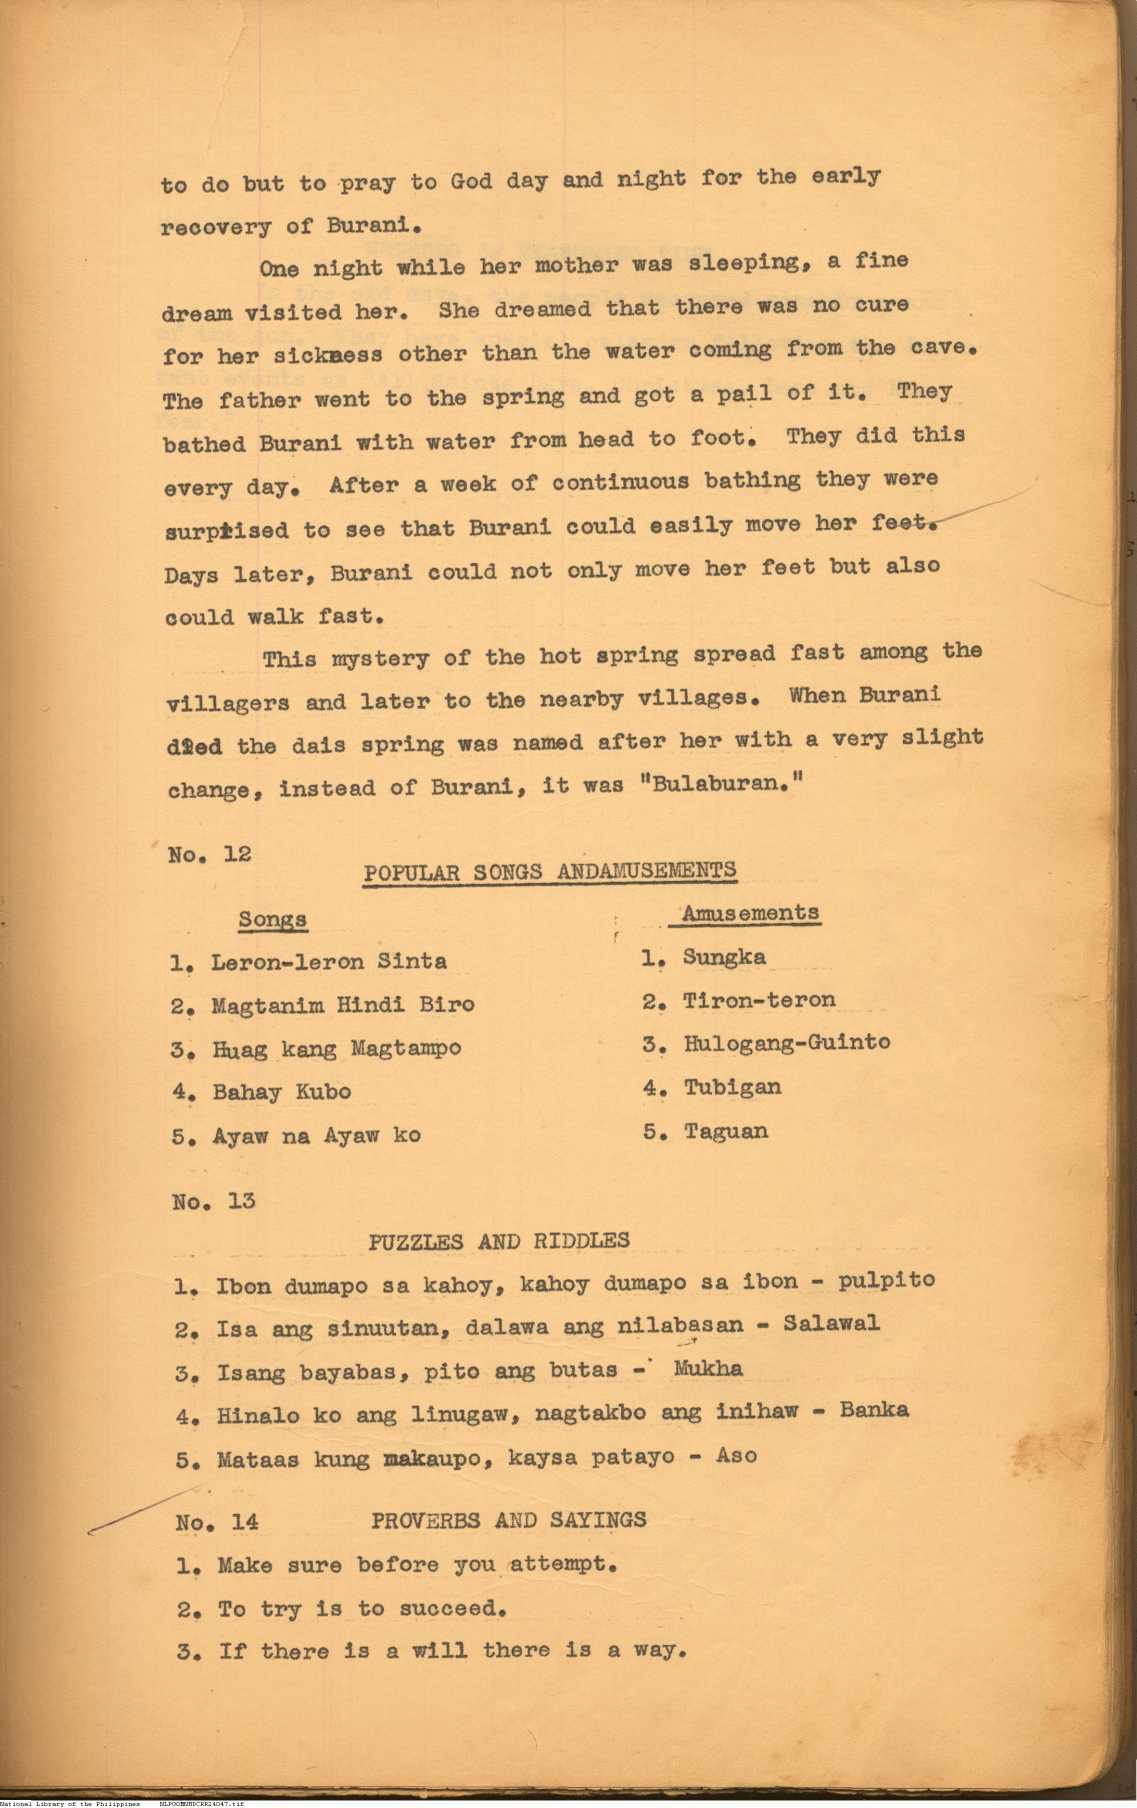 to do but to pray to God day and night for the early
recovery of Burani.
One night while her mother was sleeping, a fine
dream visited her. She dreamed that there was no cure
for her sickness other than the water coming from the cave.
The father went to the spring and got a pail of it. They
bathed Burani with water from head to foot. They did this
every day. After a week of continuous bathing they were
surprised to see that Burani could easily move her feet.
Days later, Burani could not only move her feet but also
could walk fast.
This mystery of the hot spring spread fast among the
villagers and later to the nearby villages. When Burani
died the dais spring was named after her with a very slight
change, instead of Burani, it was "Bulaburan."
No. 12
POPULAR SONGS ANDAMUSEMENTS
Songs
1. Leron-leron Sinta
2. Magtanim Hindi Biro
3. Huag kang Magtampo
4. Bahay Kubo
5. Ayaw na Ayaw ko
Amusements
1. Sungka
2. Tiron-teron
3. Hulogang-Guinto
4. Tubigan
5. Taguan
No. 13
PUZZLES AND RIDDLES
1. Ibon dumapo sa kahoy, kahoy dumapo sa ibon - pulpito
2. Isa ang sinuutan, dalawa ang nilabasan - Salawal
3. Isang bayabas, pito ang butas - Mukha
4. Hinalo ko ang linugaw, nagtakbo ang inihaw - Banka
5. Mataas kung makaupo, kaysa patayo - Aso
No. 14 PROVERBS AND SAYINGS
1. Make sure before you attempt.
2. To try is to succeed.
3. If there is a will there is a way.
National Library of the Philippines